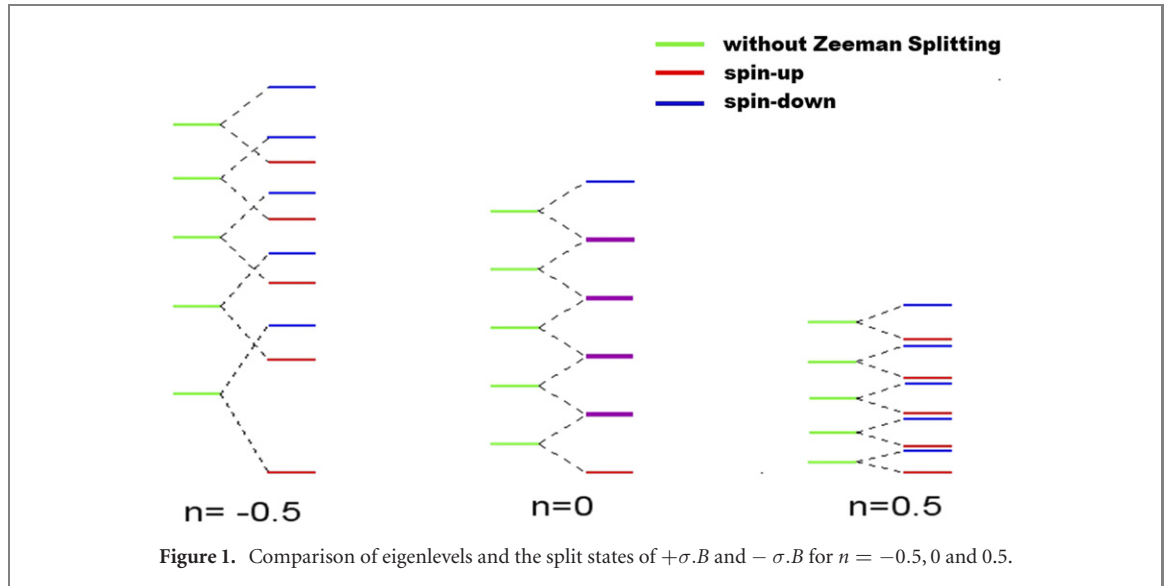 without Zeeman Splitting
spin-up
spin-down
n= -0.5
n=0
n=0.5
Figure 1. Comparison of eigenlevels and the split states of +σ.B and − σ.B for n = −0.5, 0 and 0.5.